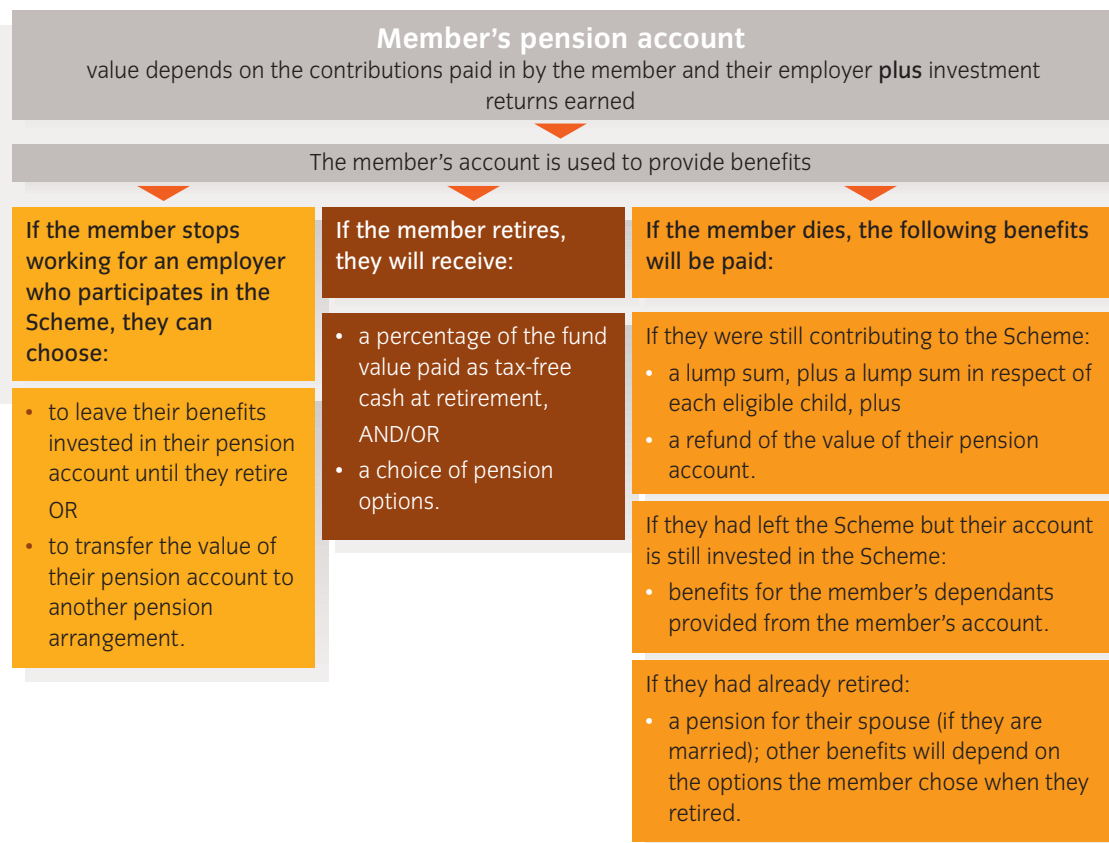 Member's pension account
value depends on the contributions paid in by the member and their employer plus investment
returns earned
The member's account is used to provide benefits
If the member stops
working for an employer
who participates in the
Scheme, they can
choose:
• to leave their benefits
invested in their pension
account until they retire
OR
• to transfer the value of
their pension account to
another pension
arrangement.
If the member retires,
they will receive:
• a percentage of the fund
value paid as tax-free
cash at retirement,
AND/OR
• a choice of pension
options.
If the member dies, the following benefits
will be paid:
If they were still contributing to the Scheme:
• a lump sum, plus a lump sum in respect of
each eligible child, plus
• a refund of the value of their pension
account.
If they had left the Scheme but their account
is still invested in the Scheme:
• benefits for the member's dependants
provided from the member's account.
If they had already retired:
• a pension for their spouse (if they are
married); other benefits will depend on
the options the member chose when they
retired.